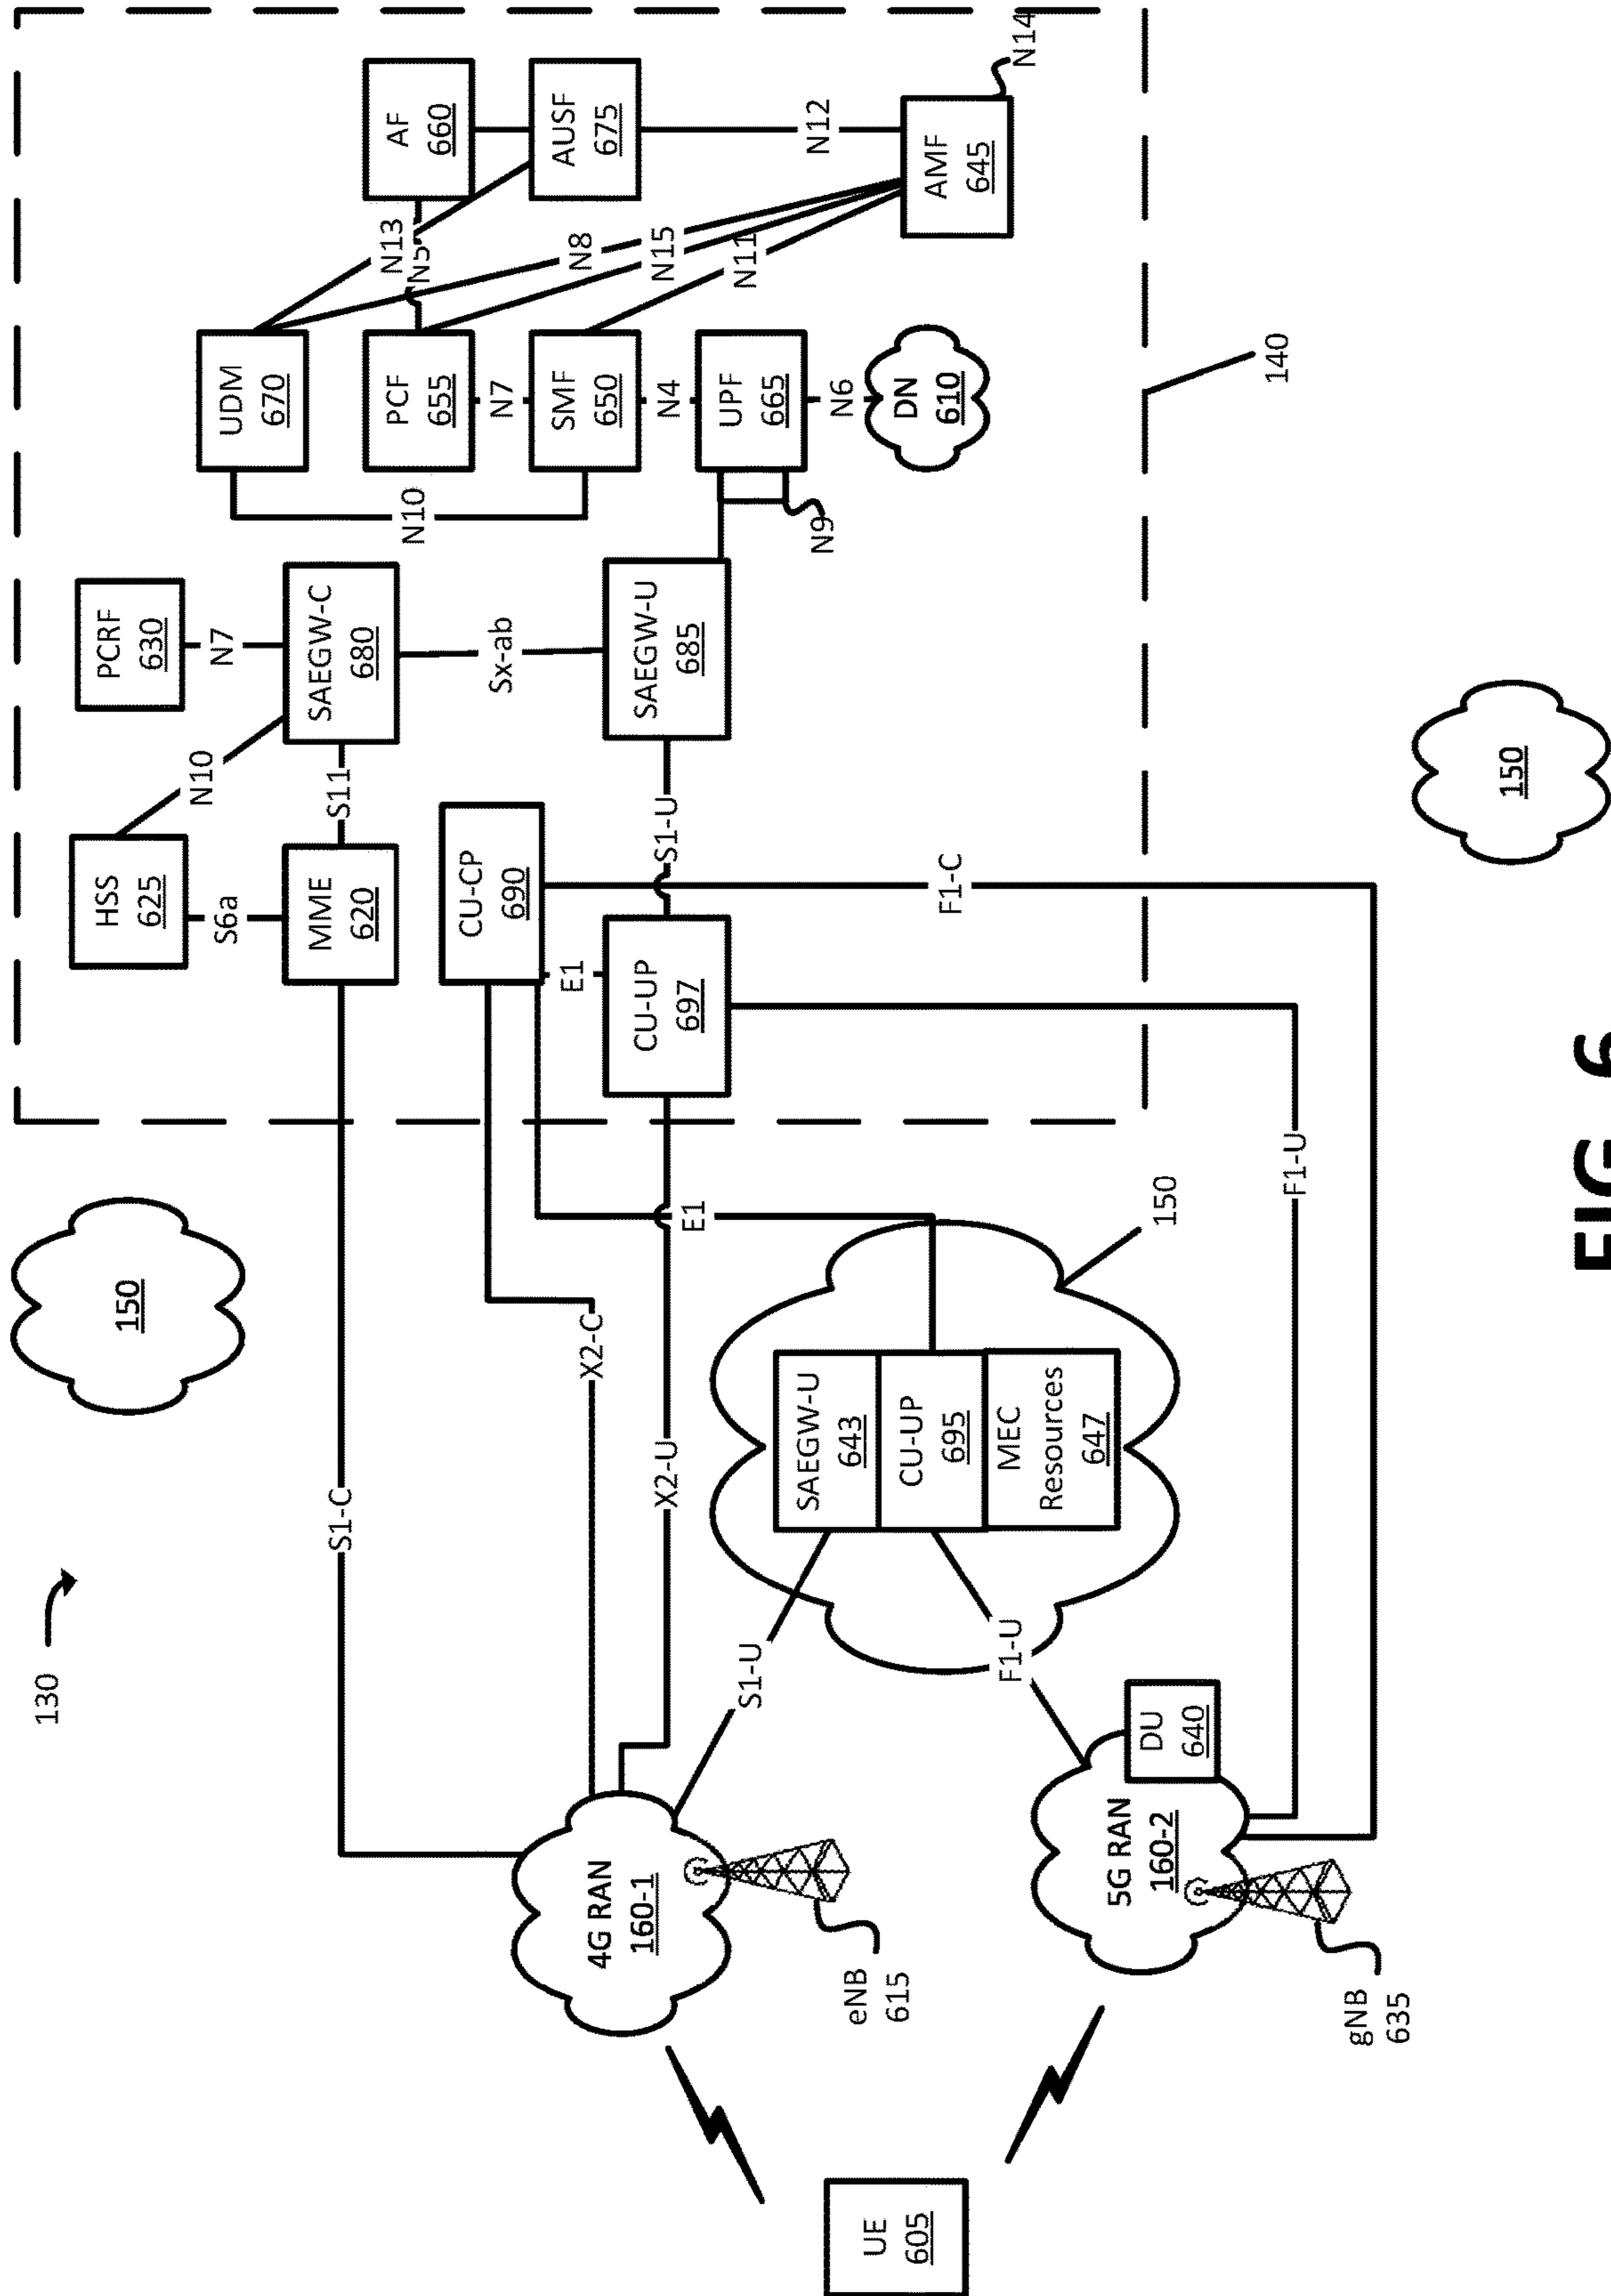 130
150
140
HSS
625
S6a
MME
620
N10
S11
PCRF
630
N7
SAEGW-C
680
Sx-ab
SAEGW-U
685
S1-U
CU-CP
690
E1
CU-UP
697
UDM
670
N10
PCF
655
N7
SMF
650
N4
UPF
665
N9
N6
DN
610
N13
N5
N8
N15
N11
AF
660
AUSF
675
N12
AMF
645
N14
S1-C
X2-C
X2-U
E1
F1-C
F1-U
150
SAEGW-U
643
CU-UP
695
MEC
Resources
647
S1-U
F1-U
4G RAN
160-1
eNB
615
5G RAN
160-2
DU
640
gNB
635
UE
605
150
FIG. 6